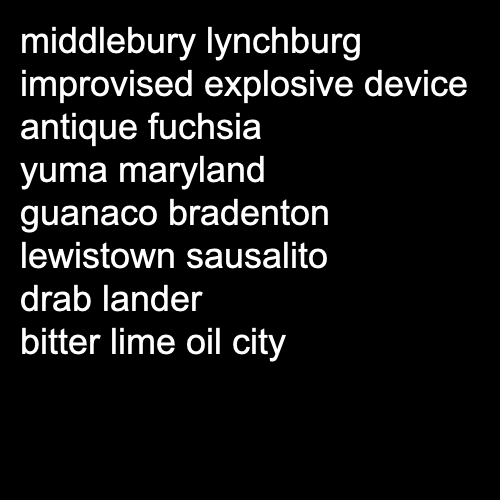 middlebury lynchburg
improvised explosive device
antique fuchsia
yuma maryland
guanaco bradenton
lewistown sausalito
drab lander
bitter lime oil city